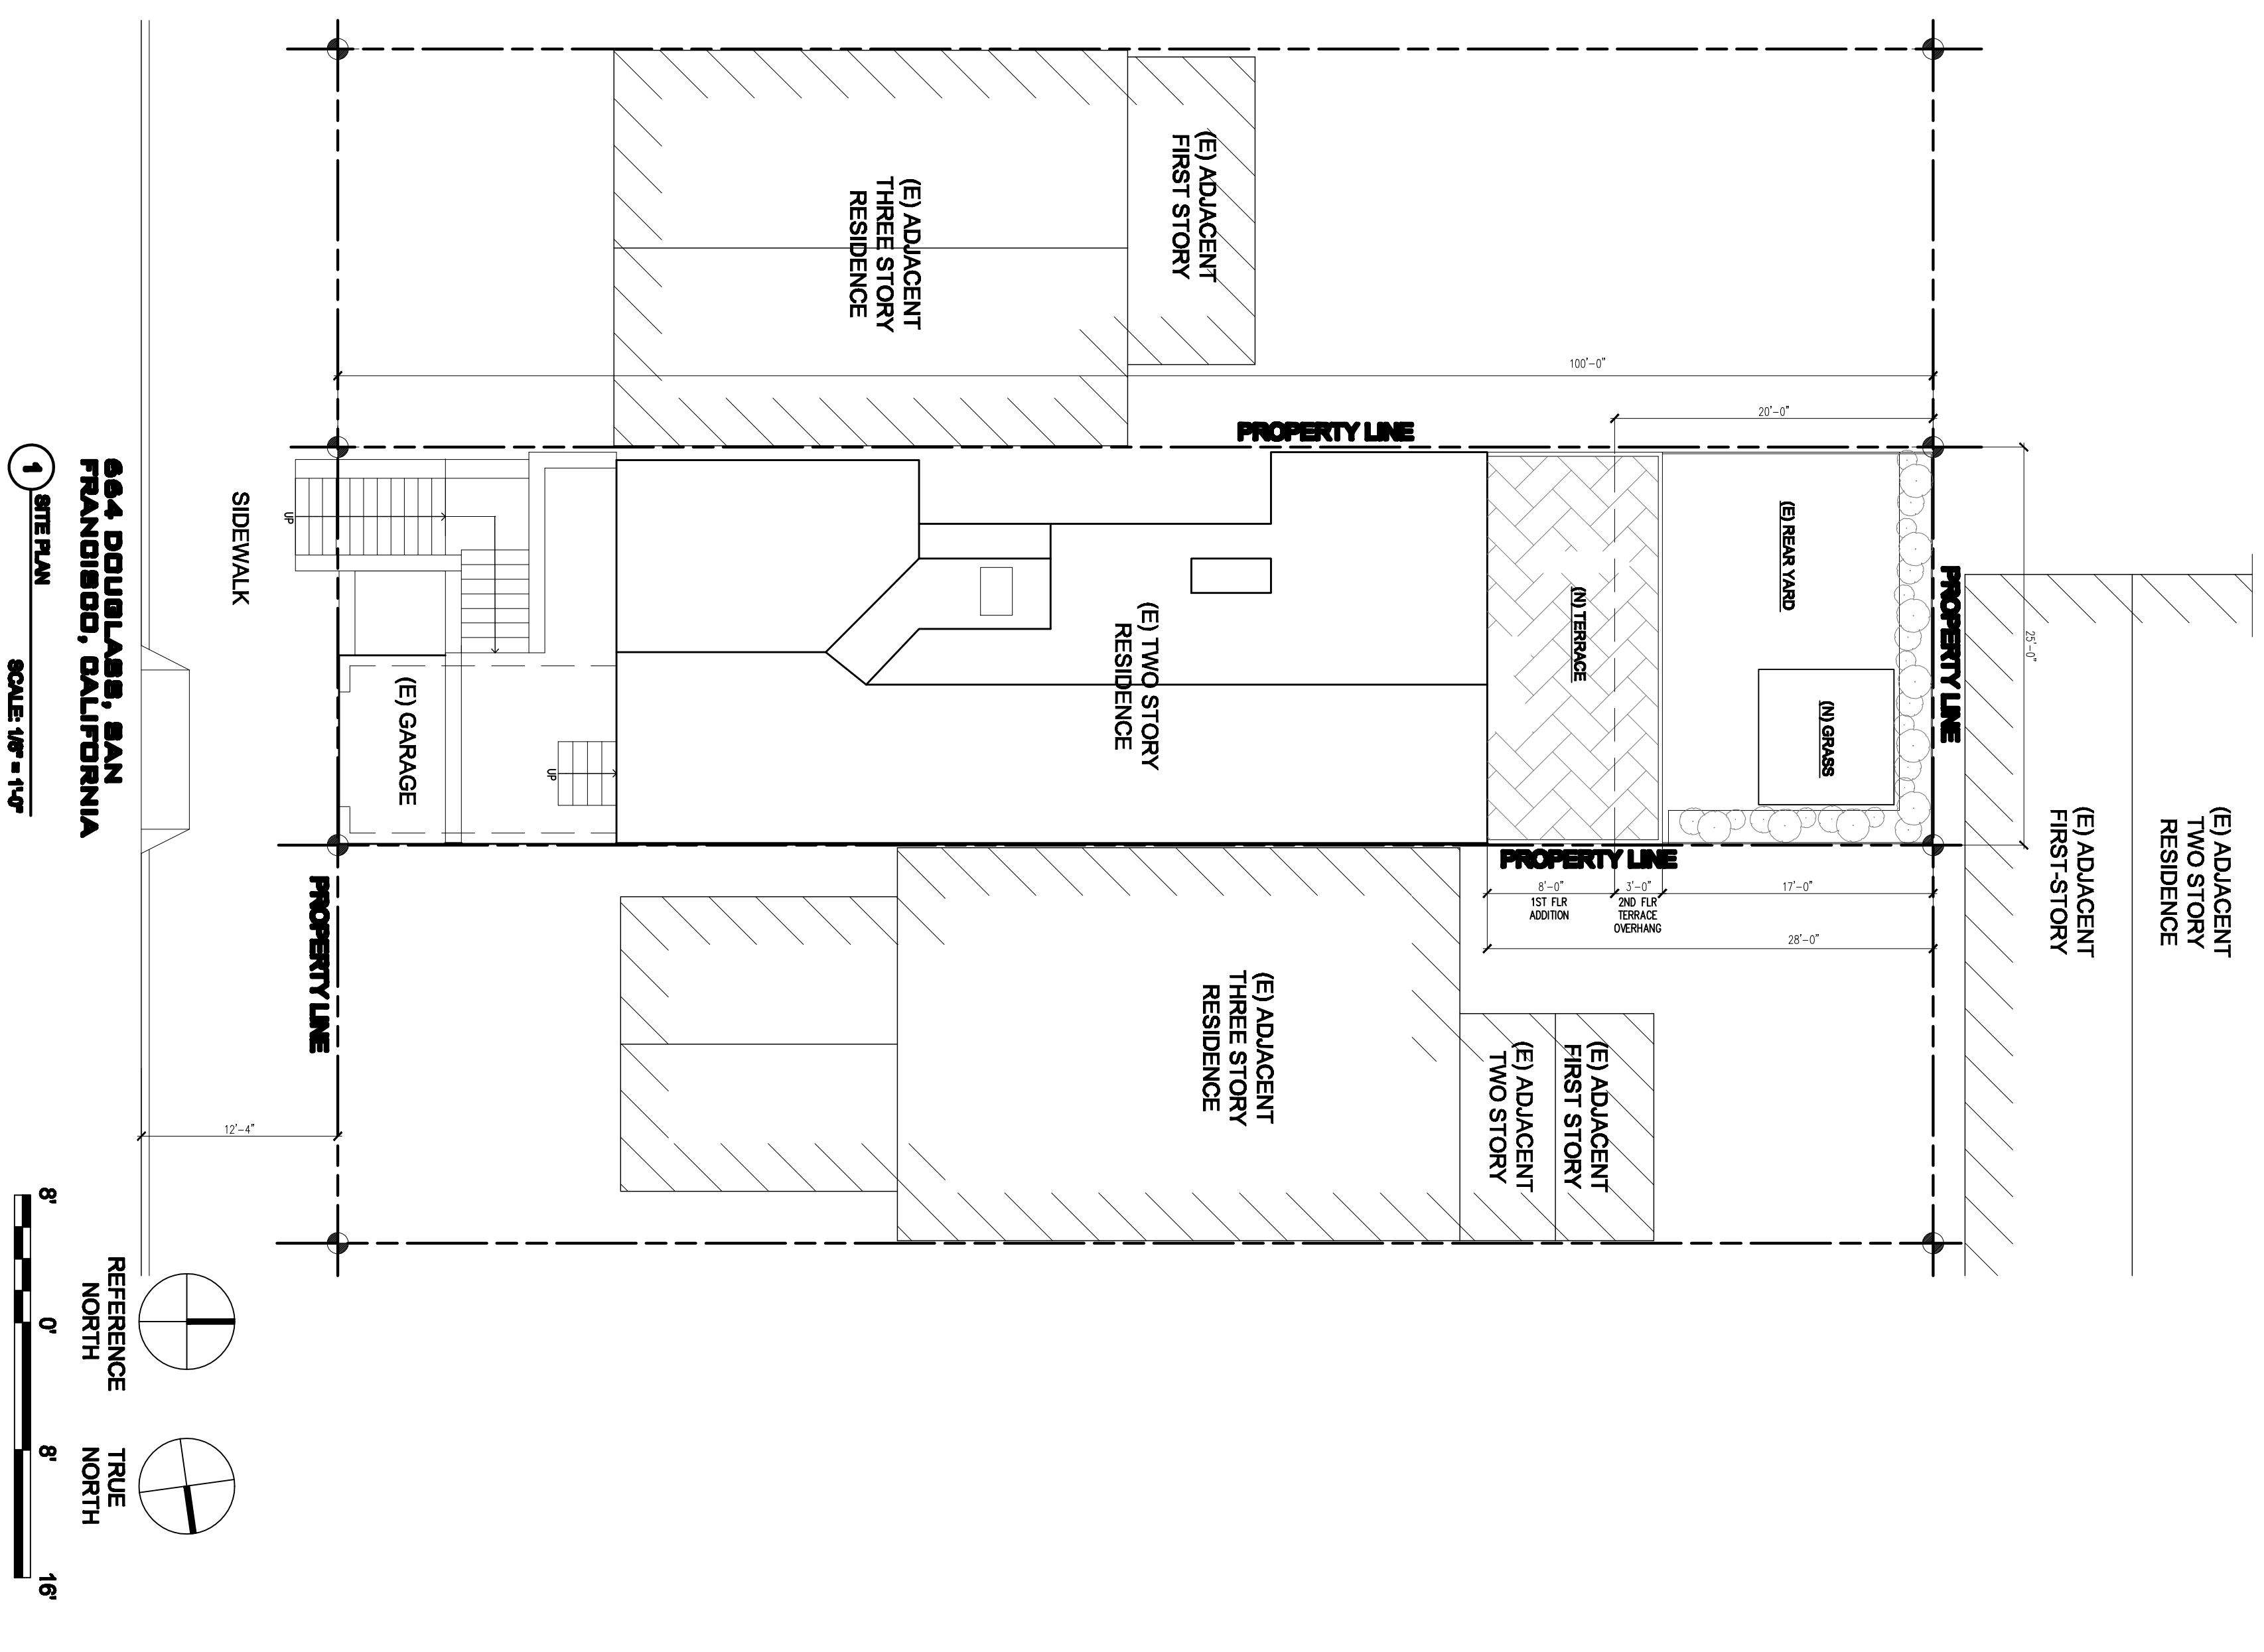 (E) ADJACENT
TWO STORY
RESIDENCE
(E) ADJACENT
FIRST-STORY
PROPERTY LINE
25'-0"
(E) REAR YARD
(N) GRASS
(N) TERRACE
20'-0"
100'-0"
PROPERTY LINE
PROPERTY LINE
17'-0"
3'-0"
2ND FLR
TERRACE
OVERHANG
8'-0"
1ST FLR
ADDITION
28'-0"
(E) ADJACENT
FIRST STORY
(E) ADJACENT
THREE STORY
RESIDENCE
(E) TWO STORY
RESIDENCE
(E) ADJACENT
FIRST STORY
(E) ADJACENT
TWO STORY
(E) ADJACENT
THREE STORY
RESIDENCE
UP
UP
(E) GARAGE
PROPERTY LINE
SIDEWALK
12'-4"
664 DOUGLASS, SAN
FRANCISCO, CALIFORNIA
1
SITE PLAN
SCALE: 1/8" = 1'-0"
REFERENCE
NORTH
TRUE
NORTH
8'
0'
8'
16'